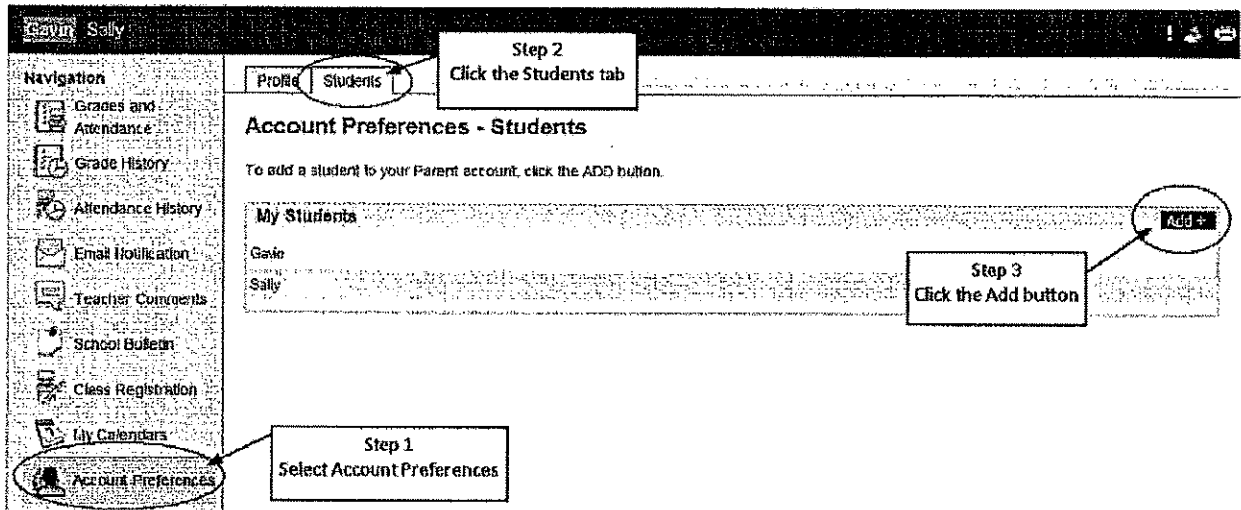 Gavin Sally
Step 2
Click the Students tab
Navigation
Profile Students
Grades and
Attendance
Account Preferences - Students
Grade History
To add a student to your Parent account, click the ADD button.
Attendance History
My Students
Add +
Email Notification
Gavin
Step 3
Click the Add button
Sally
Teacher Comments
School Bulletin
Class Registration
My Calendars
Step 1
Select Account Preferences
Account Preferences